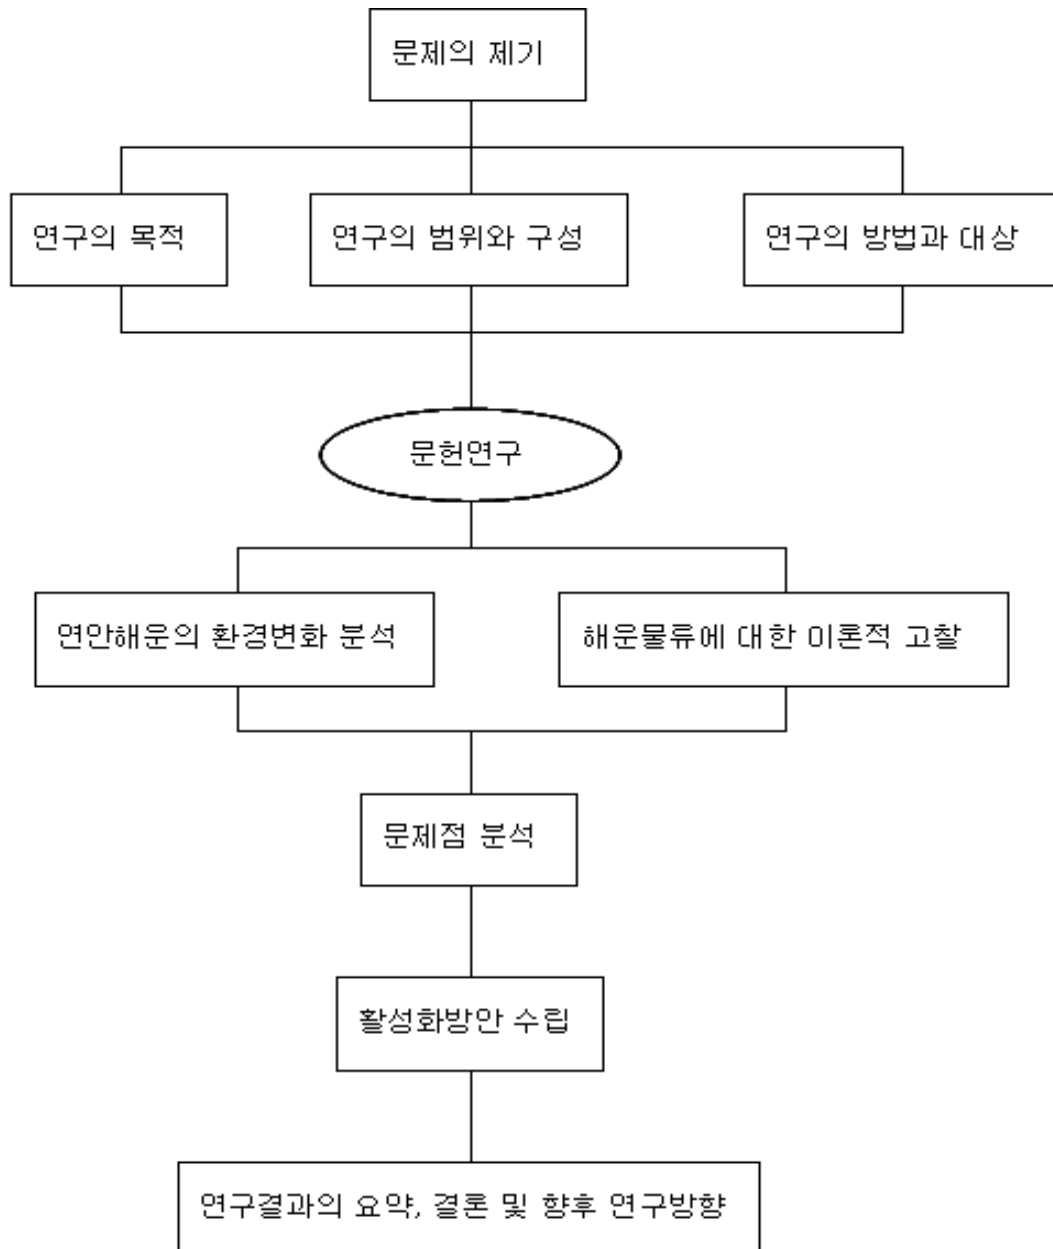 문제의 제기
연구의 목적
연구의 범위와 구성
연구의 방법과 대상
문헌연구
연안해운의 환경변화 분석
해운물류에 대한 이론적 고찰
문제점 분석
활성화방안 수립
연구결과의 요약, 결론 및 향후 연구방향